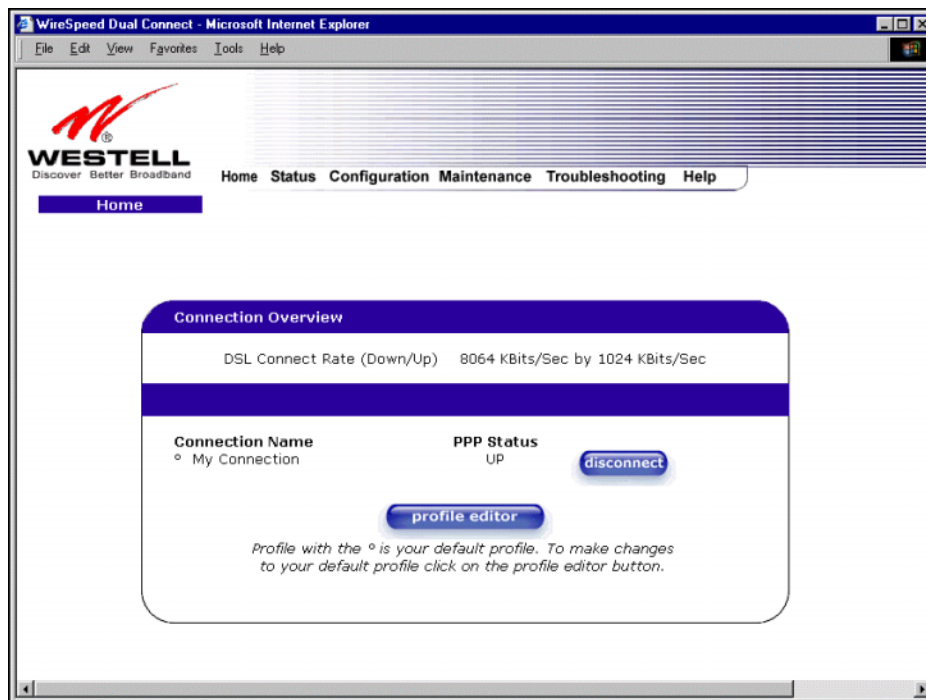 WireSpeed Dual Connect - Microsoft Internet Explorer
File Edit View Favorites Tools Help
®
WESTELL
Discover Better Broadband
Home Status Configuration Maintenance Troubleshooting Help
Home
Connection Overview
DSL Connect Rate (Down/Up) 8064 KBits/Sec by 1024 KBits/Sec
Connection Name PPP Status
° My Connection UP disconnect
profile editor
Profile with the ° is your default profile. To make changes
to your default profile click on the profile editor button.